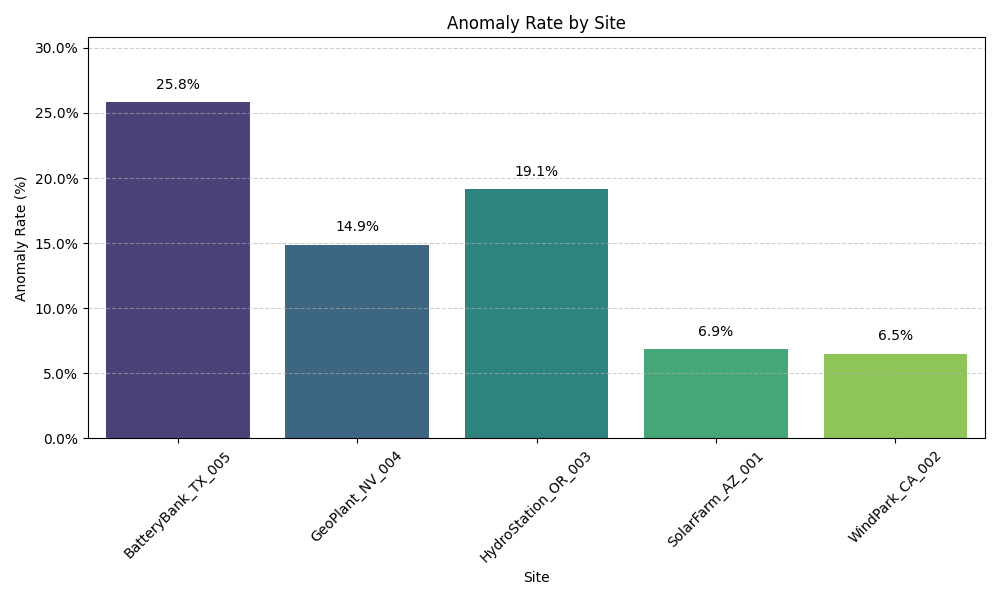 Anomaly Rate by Site
Anomaly Rate (%)
30.0%
25.0%
20.0%
15.0%
10.0%
5.0%
0.0%
25.8%
14.9%
19.1%
6.9%
6.5%
BatteryBank_TX_005
GeoPlant_NV_004
HydroStation_OR_003
SolarFarm_AZ_001
WindPark_CA_002
Site